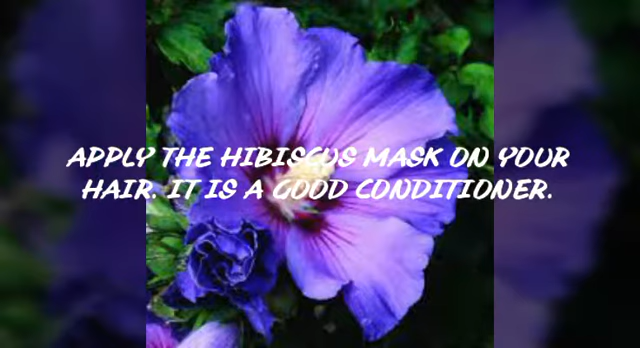 APPLY THE HIBISCUS MASK ON YOUR
HAIR. IT IS A GOOD CONDITIONER.